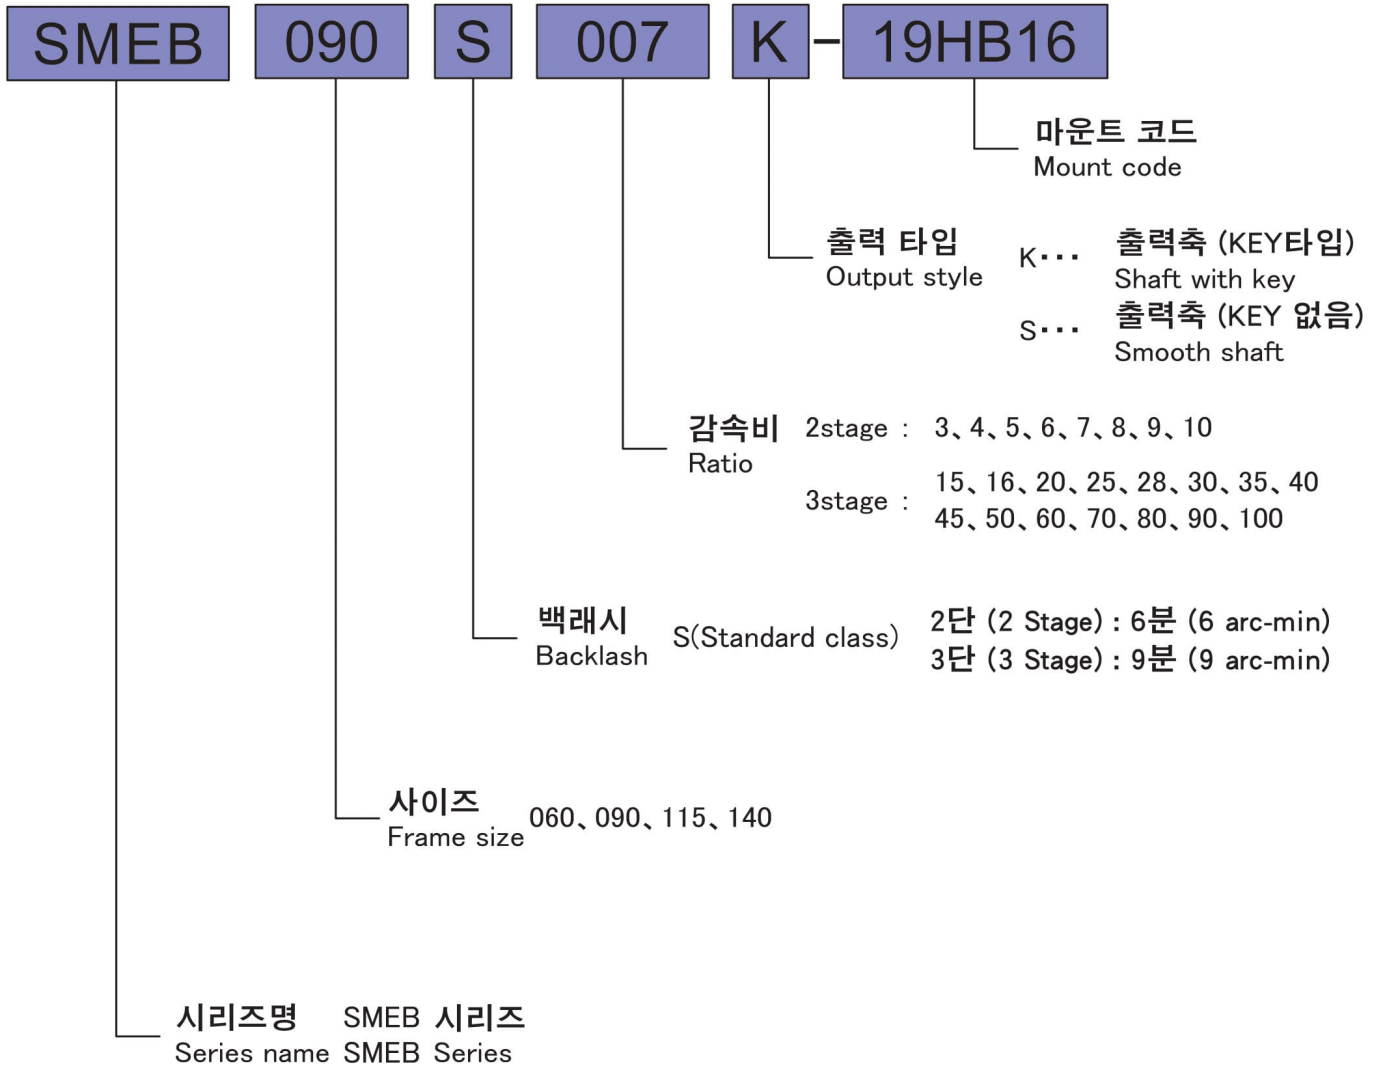 SMEB 090 S 007 K - 19HB16
마운트 코드
Mount code
출력 타입
Output style
K･･･ 출력축 (KEY타입)
Shaft with key
S･･･ 출력축 (KEY 없음)
Smooth shaft
감속비
Ratio
2stage : 3、4、5、6、7、8、9、10
3stage : 15、16、20、25、28、30、35、40
45、50、60、70、80、90、100
백래시
Backlash
S(Standard class)
2단 (2 Stage) : 6분 (6 arc-min)
3단 (3 Stage) : 9분 (9 arc-min)
사이즈
Frame size
060、090、115、140
시리즈명 SMEB 시리즈
Series name SMEB Series